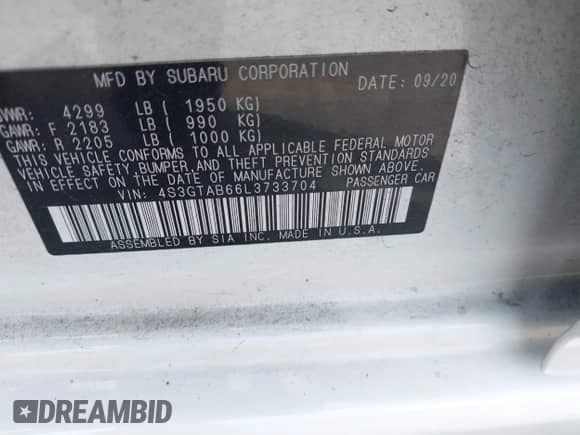 MFD BY SUBARU CORPORATION
DATE: 09/20
GVWR: 4299 LB ( 1950 KG)
GAWR: F 2183 LB ( 990 KG)
GAWR: R 2205 LB ( 1000 KG)
THIS VEHICLE CONFORMS TO ALL APPLICABLE FEDERAL MOTOR
VEHICLE SAFETY, BUMPER, AND THEFT PREVENTION STANDARDS
IN EFFECT ON THE DATE OF MANUFACTURE SHOWN ABOVE.
VIN: 4S3GTAB66L3733704 PASSENGER CAR
ASSEMBLED BY SIA INC. MADE IN U.S.A.
DREAMBID